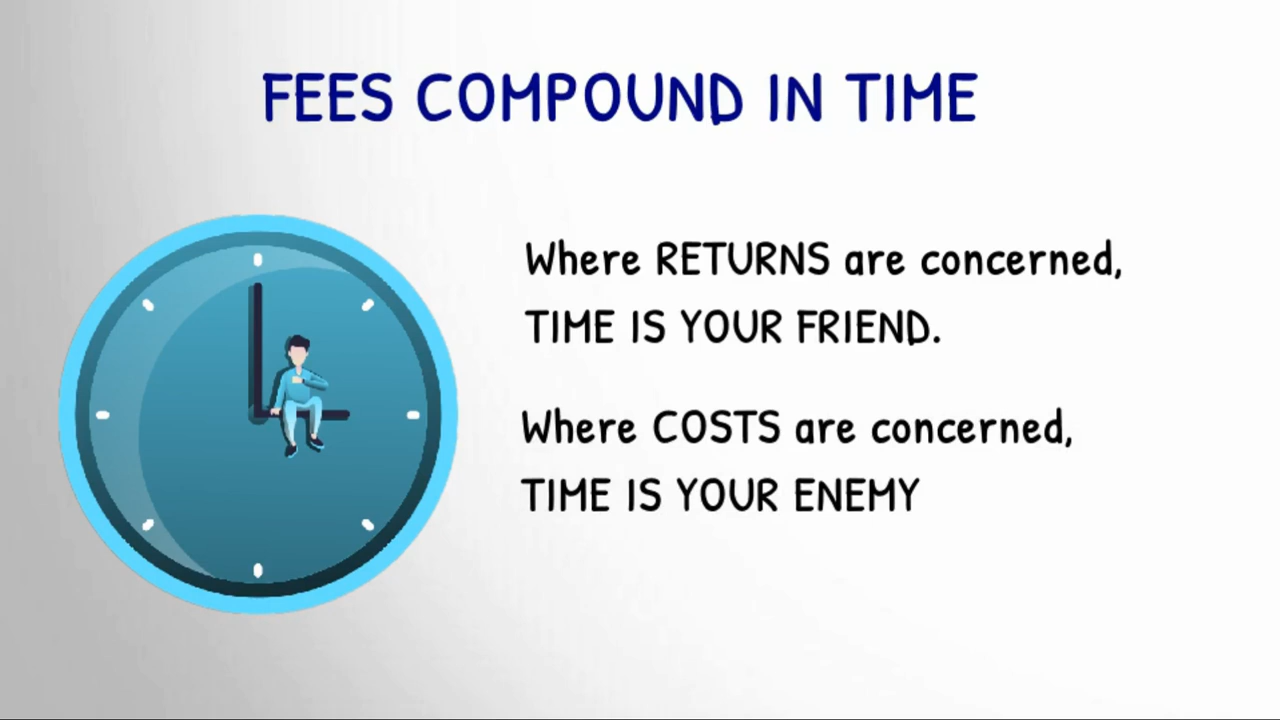 FEES COMPOUND IN TIME
Where RETURNS are concerned,
TIME IS YOUR FRIEND.
Where COSTS are concerned,
TIME IS YOUR ENEMY